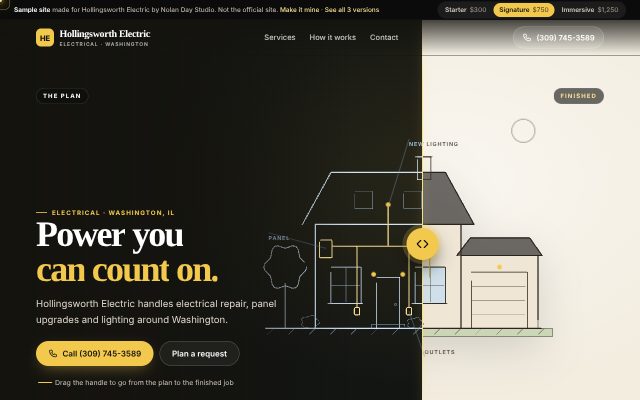 Sample site made for Hollingsworth Electric by Nolan Day Studio. Not the official site. Make it mine · See all 3 versions
Starter $300 Signature $750 Immersive $1,250
HE Hollingsworth Electric
ELECTRICAL · WASHINGTON
Services How it works Contact
(309) 745-3589
THE PLAN
FINISHED
NEW LIGHTING
ELECTRICAL · WASHINGTON, IL
Power you
can count on.
PANEL
Hollingsworth Electric handles electrical repair, panel
upgrades and lighting around Washington.
Call (309) 745-3589
Plan a request
OUTLETS
Drag the handle to go from the plan to the finished job